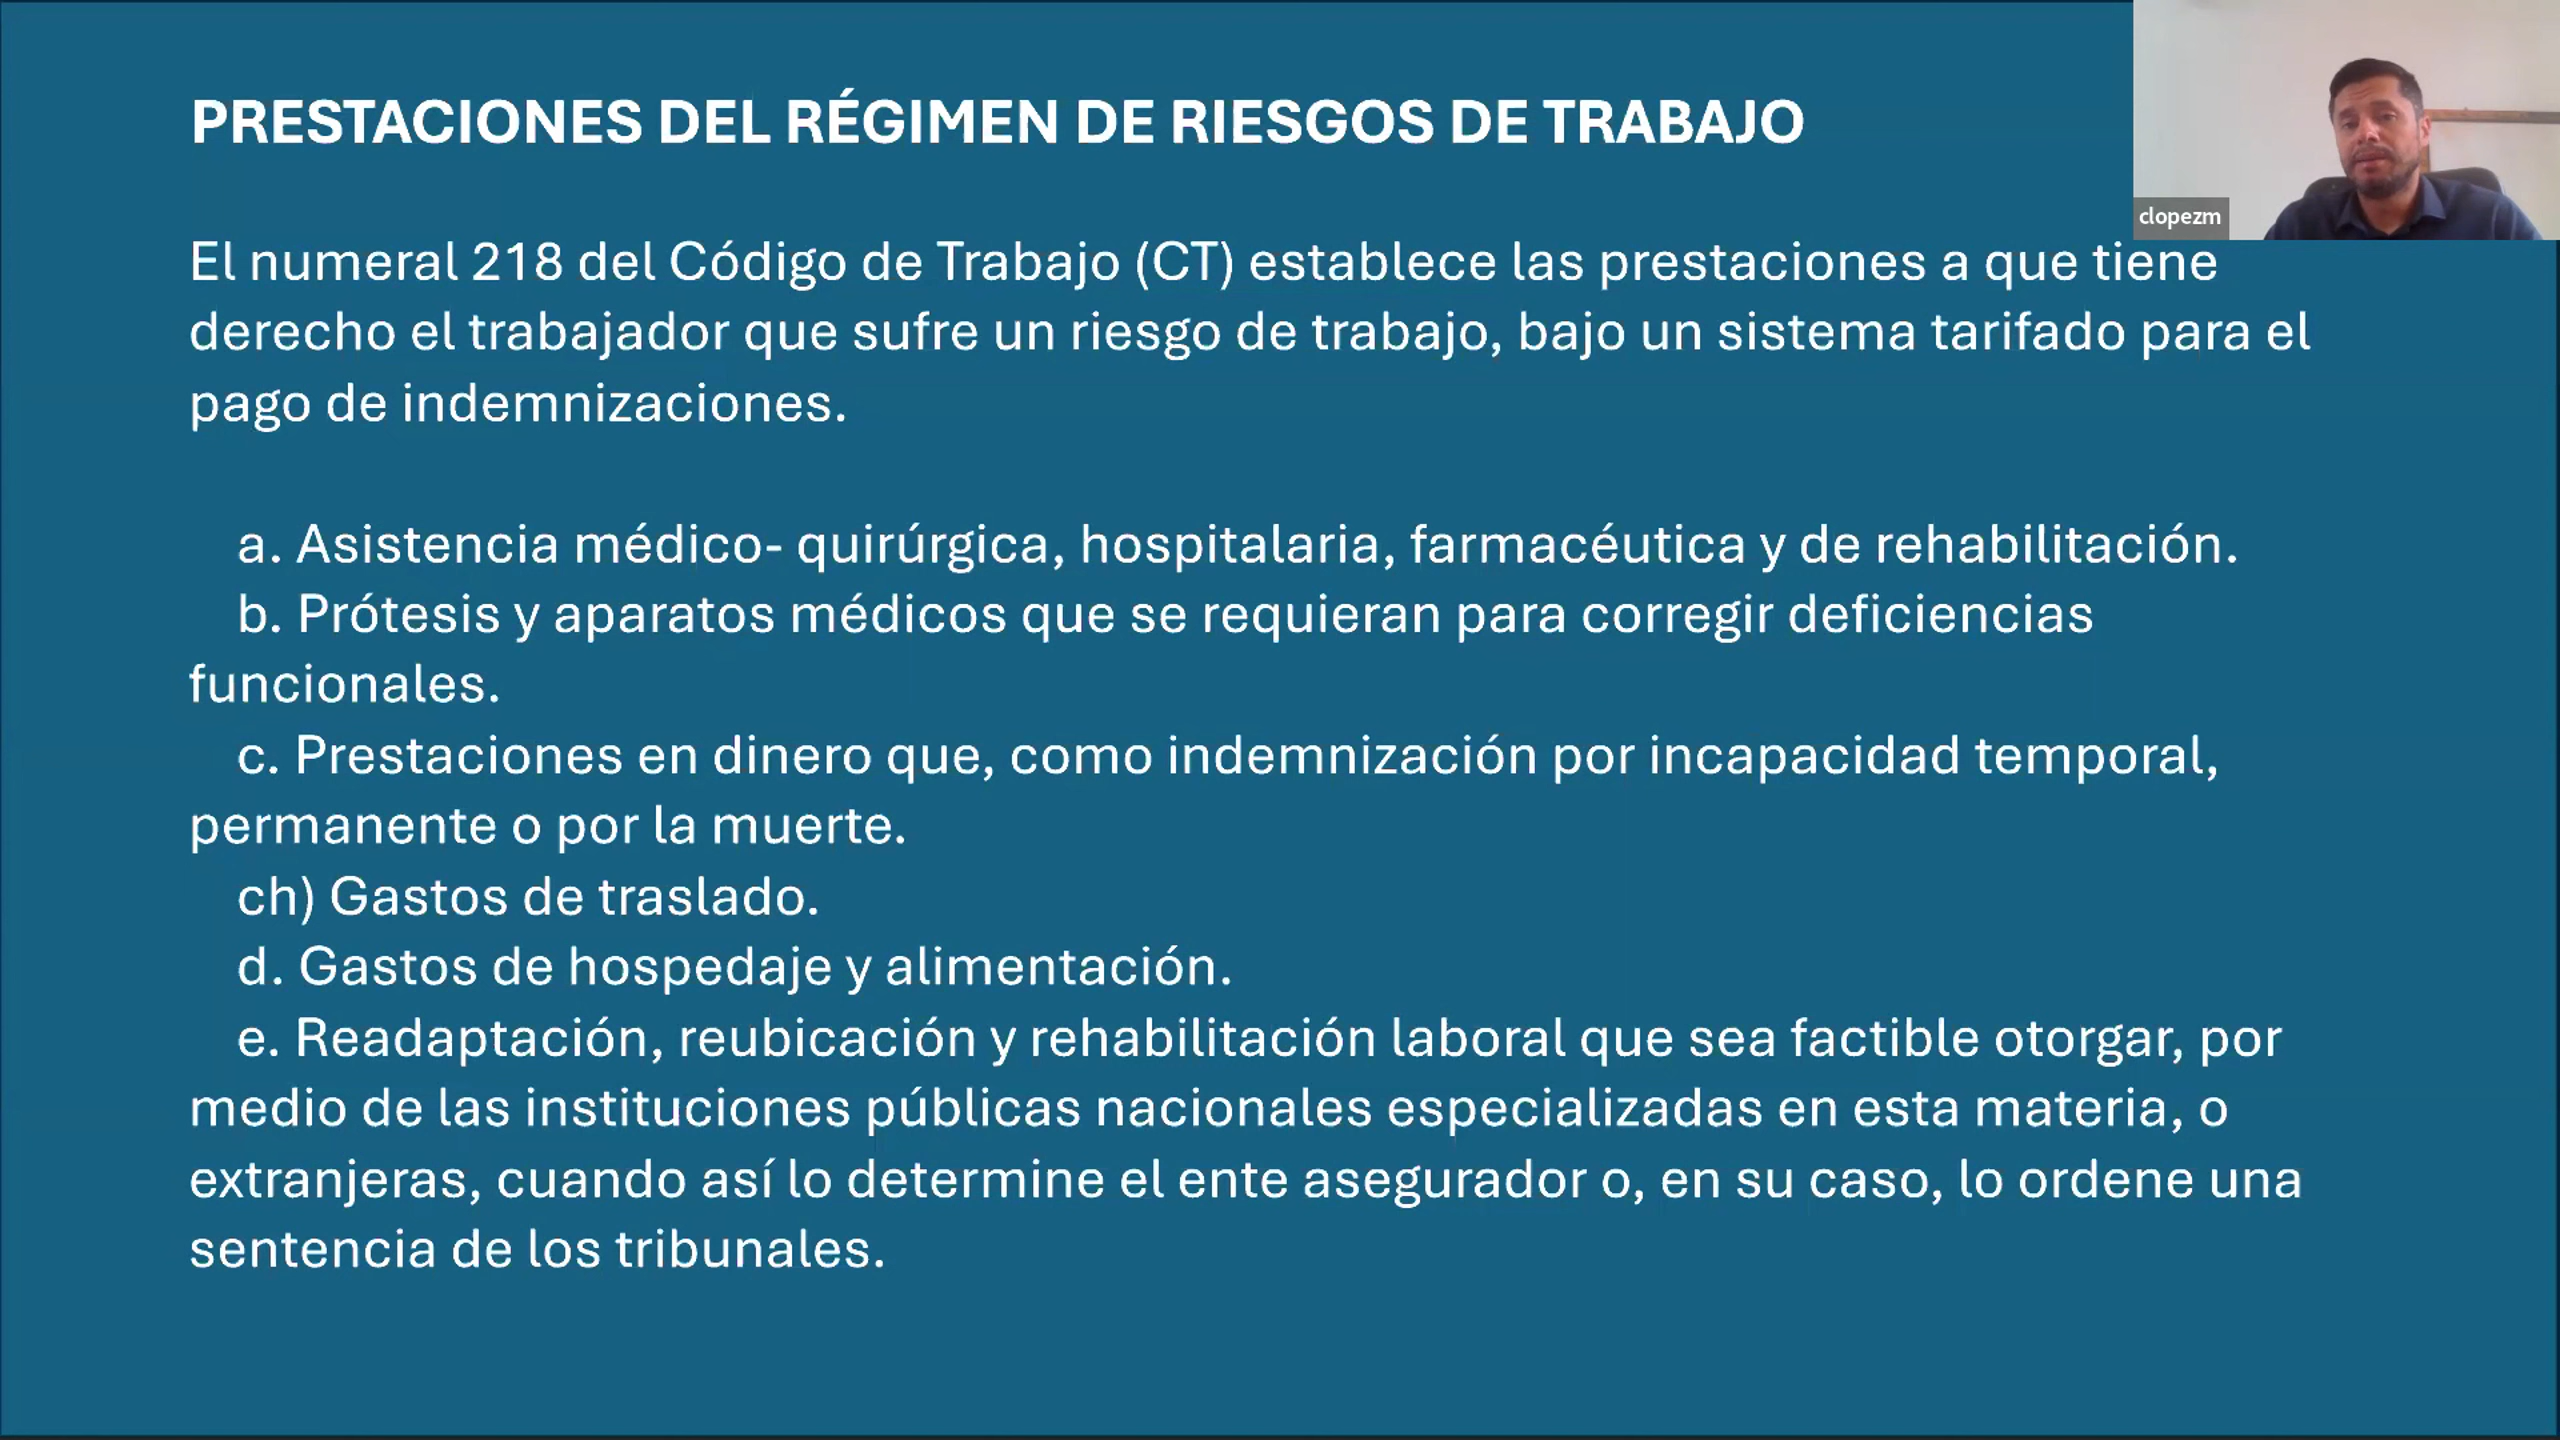 PRESTACIONES DEL RÉGIMEN DE RIESGOS DE TRABAJO
clopezm
El numeral 218 del Código de Trabajo (CT) establece las prestaciones a que tiene
derecho el trabajador que sufre un riesgo de trabajo, bajo un sistema tarifado para el
pago de indemnizaciones.
a. Asistencia médico- quirúrgica, hospitalaria, farmacéutica y de rehabilitación.
b. Prótesis y aparatos médicos que se requieran para corregir deficiencias
funcionales.
c. Prestaciones en dinero que, como indemnización por incapacidad temporal,
permanente o por la muerte.
ch) Gastos de traslado.
d. Gastos de hospedaje y alimentación.
e. Readaptación, reubicación y rehabilitación laboral que sea factible otorgar, por
medio de las instituciones públicas nacionales especializadas en esta materia, o
extranjeras, cuando así lo determine el ente asegurador o, en su caso, lo ordene una
sentencia de los tribunales.